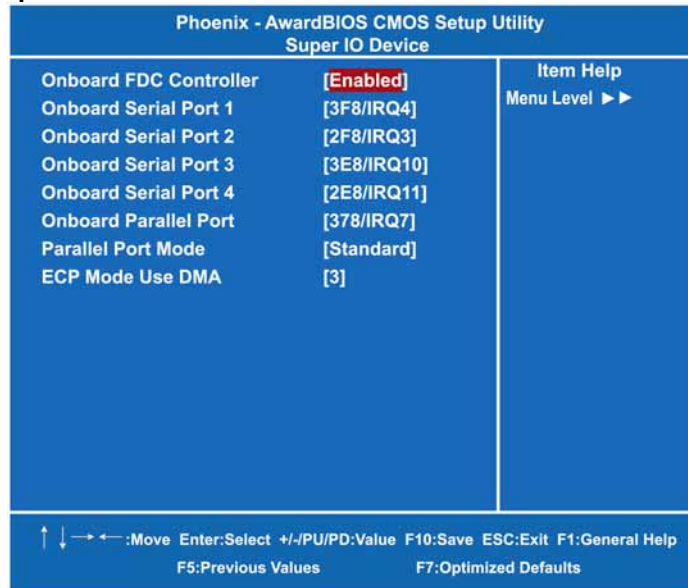 Phoenix - AwardBIOS CMOS Setup Utility
Super IO Device
Onboard FDC Controller [Enabled]
Onboard Serial Port 1 [3F8/IRQ4]
Onboard Serial Port 2 [2F8/IRQ3]
Onboard Serial Port 3 [3E8/IRQ10]
Onboard Serial Port 4 [2E8/IRQ11]
Onboard Parallel Port [378/IRQ7]
Parallel Port Mode [Standard]
ECP Mode Use DMA [3]
Item Help
Menu Level ►►
↑ ↓ → ← :Move Enter:Select +/-/PU/PD:Value F10:Save ESC:Exit F1:General Help
F5:Previous Values F7:Optimized Defaults